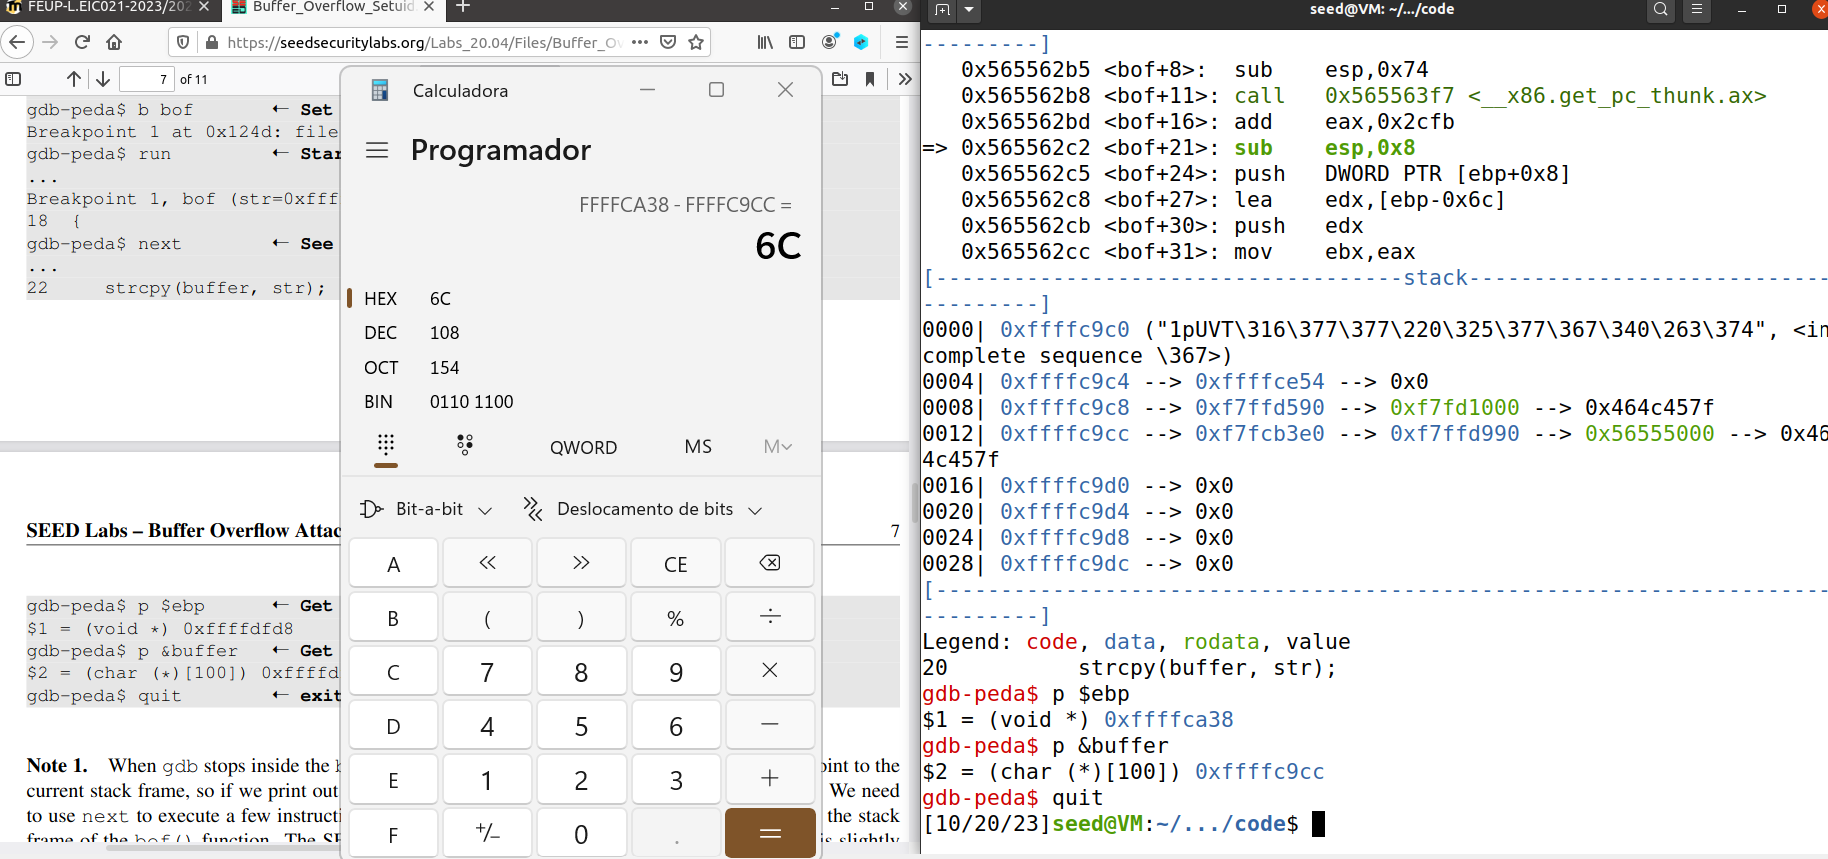 FEUP-L.EIC021-2023/202
Buffer_Overflow_Setuid.
https://seedsecuritylabs.org/Labs_20.04/Files/Buffer_Ov
7 of 11
gdb-peda$ b bof ← Set
Breakpoint 1 at 0x124d: file
gdb-peda$ run ← Star
...
Breakpoint 1, bof (str=0xfff
18 {
gdb-peda$ next ← See
...
22 strcpy(buffer, str);
SEED Labs – Buffer Overflow Attac
7
gdb-peda$ p $ebp ← Get
$1 = (void *) 0xffffdfd8
gdb-peda$ p &buffer ← Get
$2 = (char (*)[100]) 0xffffd
gdb-peda$ quit ← exit
Note 1. When gdb stops inside the b oint to the
current stack frame, so if we print out We need
to use next to execute a few instructi the stack
frame of the bof() function. The SE is slightly
Calculadora
Programador
FFFFCA38 - FFFFC9CC =
6C
HEX 6C
DEC 108
OCT 154
BIN 0110 1100
QWORD MS M
Bit-a-bit Deslocamento de bits
A << >> CE
B ( ) % ÷
C 7 8 9 ×
D 4 5 6 −
E 1 2 3 +
F +/− 0 . =
seed@VM: ~/.../code
---------]
0x565562b5 <bof+8>: sub esp,0x74
0x565562b8 <bof+11>: call 0x565563f7 <__x86.get_pc_thunk.ax>
0x565562bd <bof+16>: add eax,0x2cfb
=> 0x565562c2 <bof+21>: sub esp,0x8
0x565562c5 <bof+24>: push DWORD PTR [ebp+0x8]
0x565562c8 <bof+27>: lea edx,[ebp-0x6c]
0x565562cb <bof+30>: push edx
0x565562cc <bof+31>: mov ebx,eax
[------------------------------------stack----------------------------
---------]
0000| 0xffffc9c0 ("1pUVT\316\377\377\220\325\377\367\340\263\374", <in
complete sequence \367>)
0004| 0xffffc9c4 --> 0xffffce54 --> 0x0
0008| 0xffffc9c8 --> 0xf7ffd590 --> 0xf7fd1000 --> 0x464c457f
0012| 0xffffc9cc --> 0xf7fcb3e0 --> 0xf7ffd990 --> 0x56555000 --> 0x46
4c457f
0016| 0xffffc9d0 --> 0x0
0020| 0xffffc9d4 --> 0x0
0024| 0xffffc9d8 --> 0x0
0028| 0xffffc9dc --> 0x0
[---------------------------------------------------------------------
---------]
Legend: code, data, rodata, value
20 strcpy(buffer, str);
gdb-peda$ p $ebp
$1 = (void *) 0xffffca38
gdb-peda$ p &buffer
$2 = (char (*)[100]) 0xffffc9cc
gdb-peda$ quit
[10/20/23]seed@VM:~/.../code$